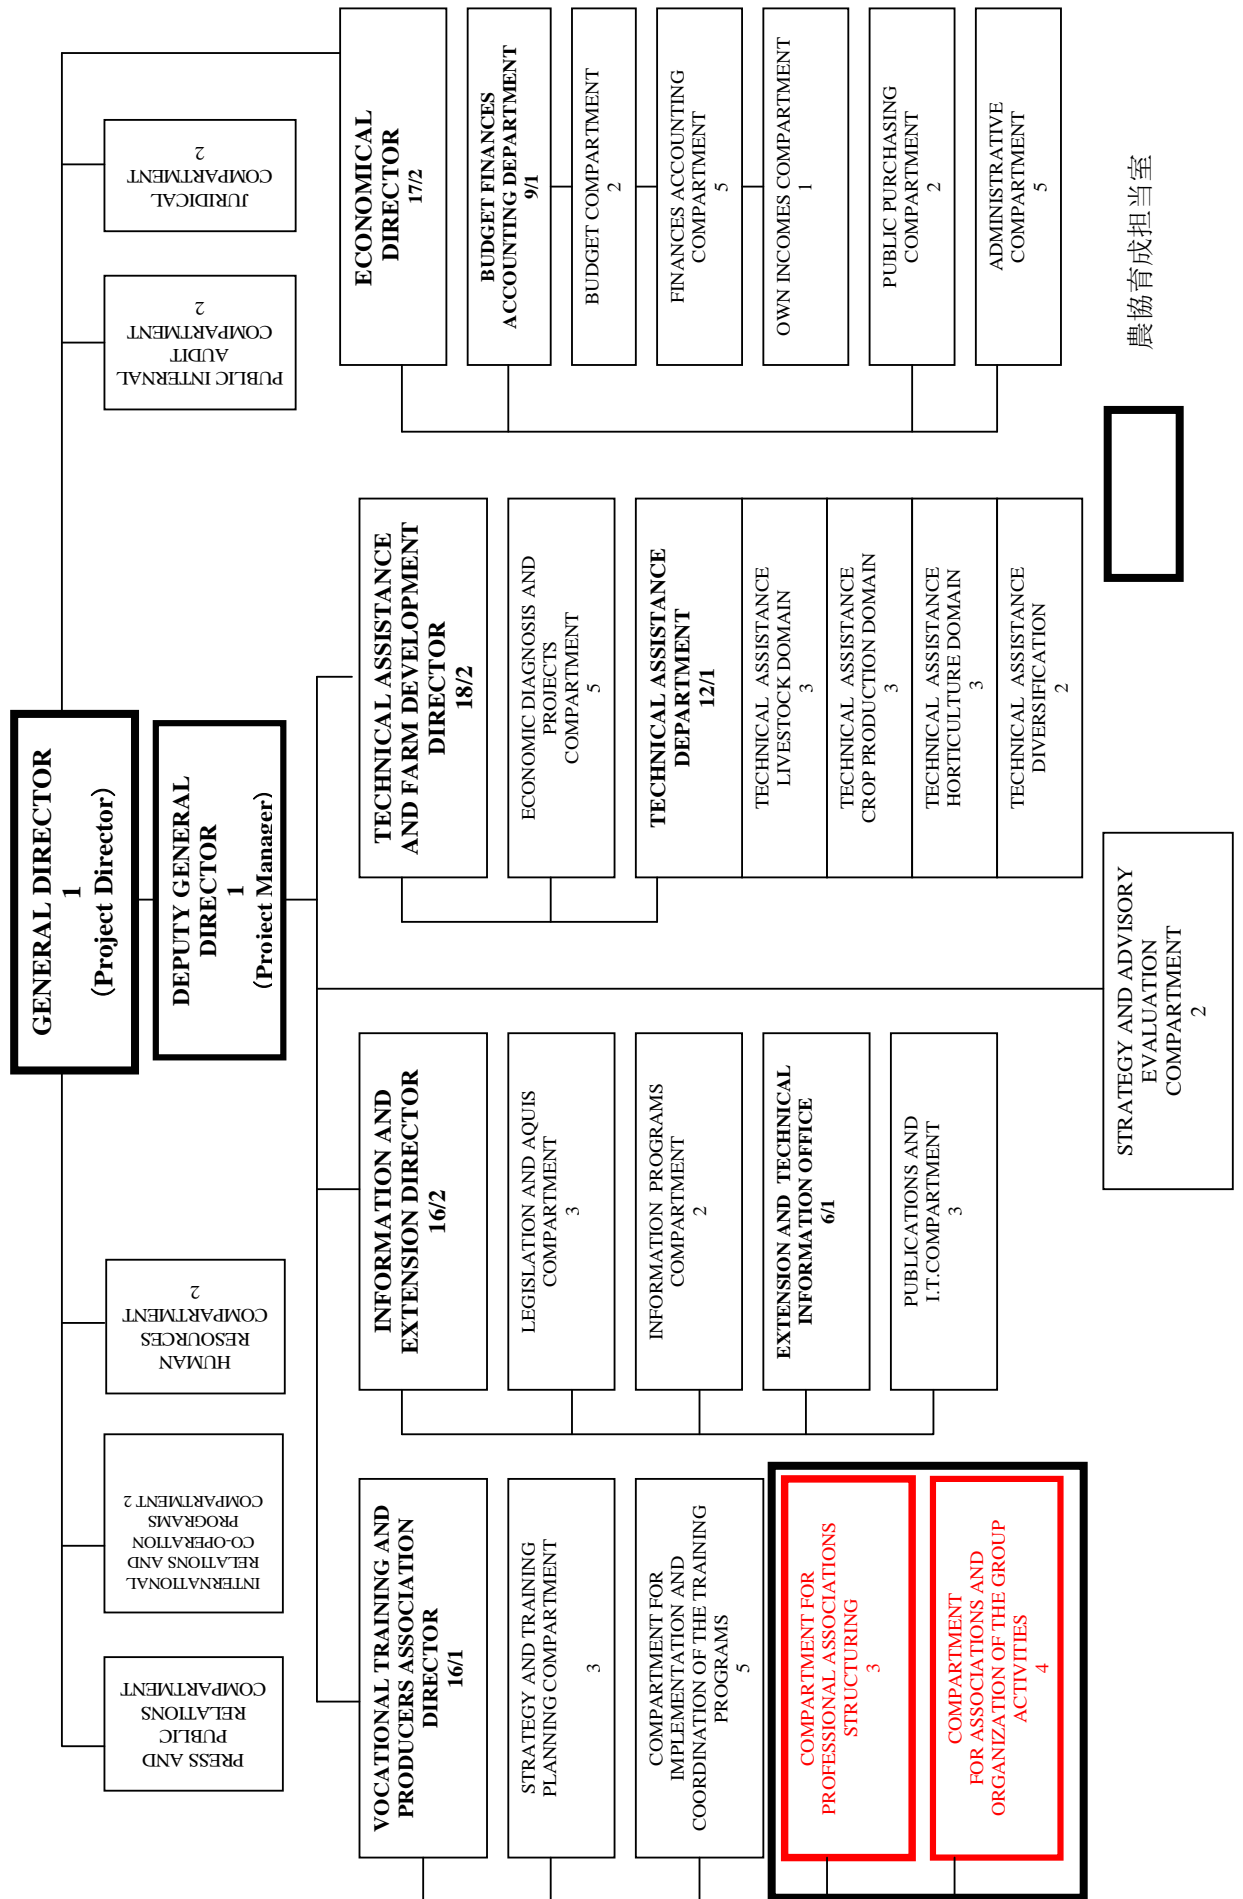 GENERAL DIRECTOR
1
(Project Director)
DEPUTY GENERAL
DIRECTOR
1
(Project Manager)
PRESS AND
PUBLIC
RELATIONS
COMPARTMENT
INTERNATIONAL
RELATIONS AND
CO-OPERATION
PROGRAMS
COMPARTMENT 2
HUMAN
RESOURCES
COMPARTMENT
2
PUBLIC INTERNAL
AUDIT
COMPARTMENT
2
JURIDICAL
COMPARTMENT
2
VOCATIONAL TRAINING AND
PRODUCERS ASSOCIATION
DIRECTOR
16/1
STRATEGY AND TRAINING
PLANNING COMPARTMENT
3
COMPARTMENT FOR
IMPLEMENTATION AND
COORDINATION OF THE TRAINING
PROGRAMS
5
COMPARTMENT FOR
PROFESSIONAL ASSOCIATIONS
STRUCTURING
3
COMPARTMENT
FOR ASSOCIATIONS AND
ORGANIZATION OF THE GROUP
ACTIVITIES
4
INFORMATION AND
EXTENSION DIRECTOR
16/2
LEGISLATION AND AQUIS
COMPARTMENT
3
INFORMATION PROGRAMS
COMPARTMENT
2
EXTENSION AND TECHNICAL
INFORMATION OFFICE
6/1
PUBLICATIONS AND
I.T.COMPARTMENT
3
STRATEGY AND ADVISORY
EVALUATION
COMPARTMENT
2
TECHNICAL ASSISTANCE
AND FARM DEVELOPMENT
DIRECTOR
18/2
ECONOMIC DIAGNOSIS AND
PROJECTS
COMPARTMENT
5
TECHNICAL ASSISTANCE
DEPARTMENT
12/1
TECHNICAL ASSISTANCE
LIVESTOCK DOMAIN
3
TECHNICAL ASSISTANCE
CROP PRODUCTION DOMAIN
3
TECHNICAL ASSISTANCE
HORTICULTURE DOMAIN
3
TECHNICAL ASSISTANCE
DIVERSIFICATION
2
ECONOMICAL
DIRECTOR
17/2
BUDGET FINANCES
ACCOUNTING DEPARTMENT
9/1
BUDGET COMPARTMENT
2
FINANCES ACCOUNTING
COMPARTMENT
5
OWN INCOMES COMPARTMENT
1
PUBLIC PURCHASING
COMPARTMENT
2
ADMINISTRATIVE
COMPARTMENT
5
農協育成担当室